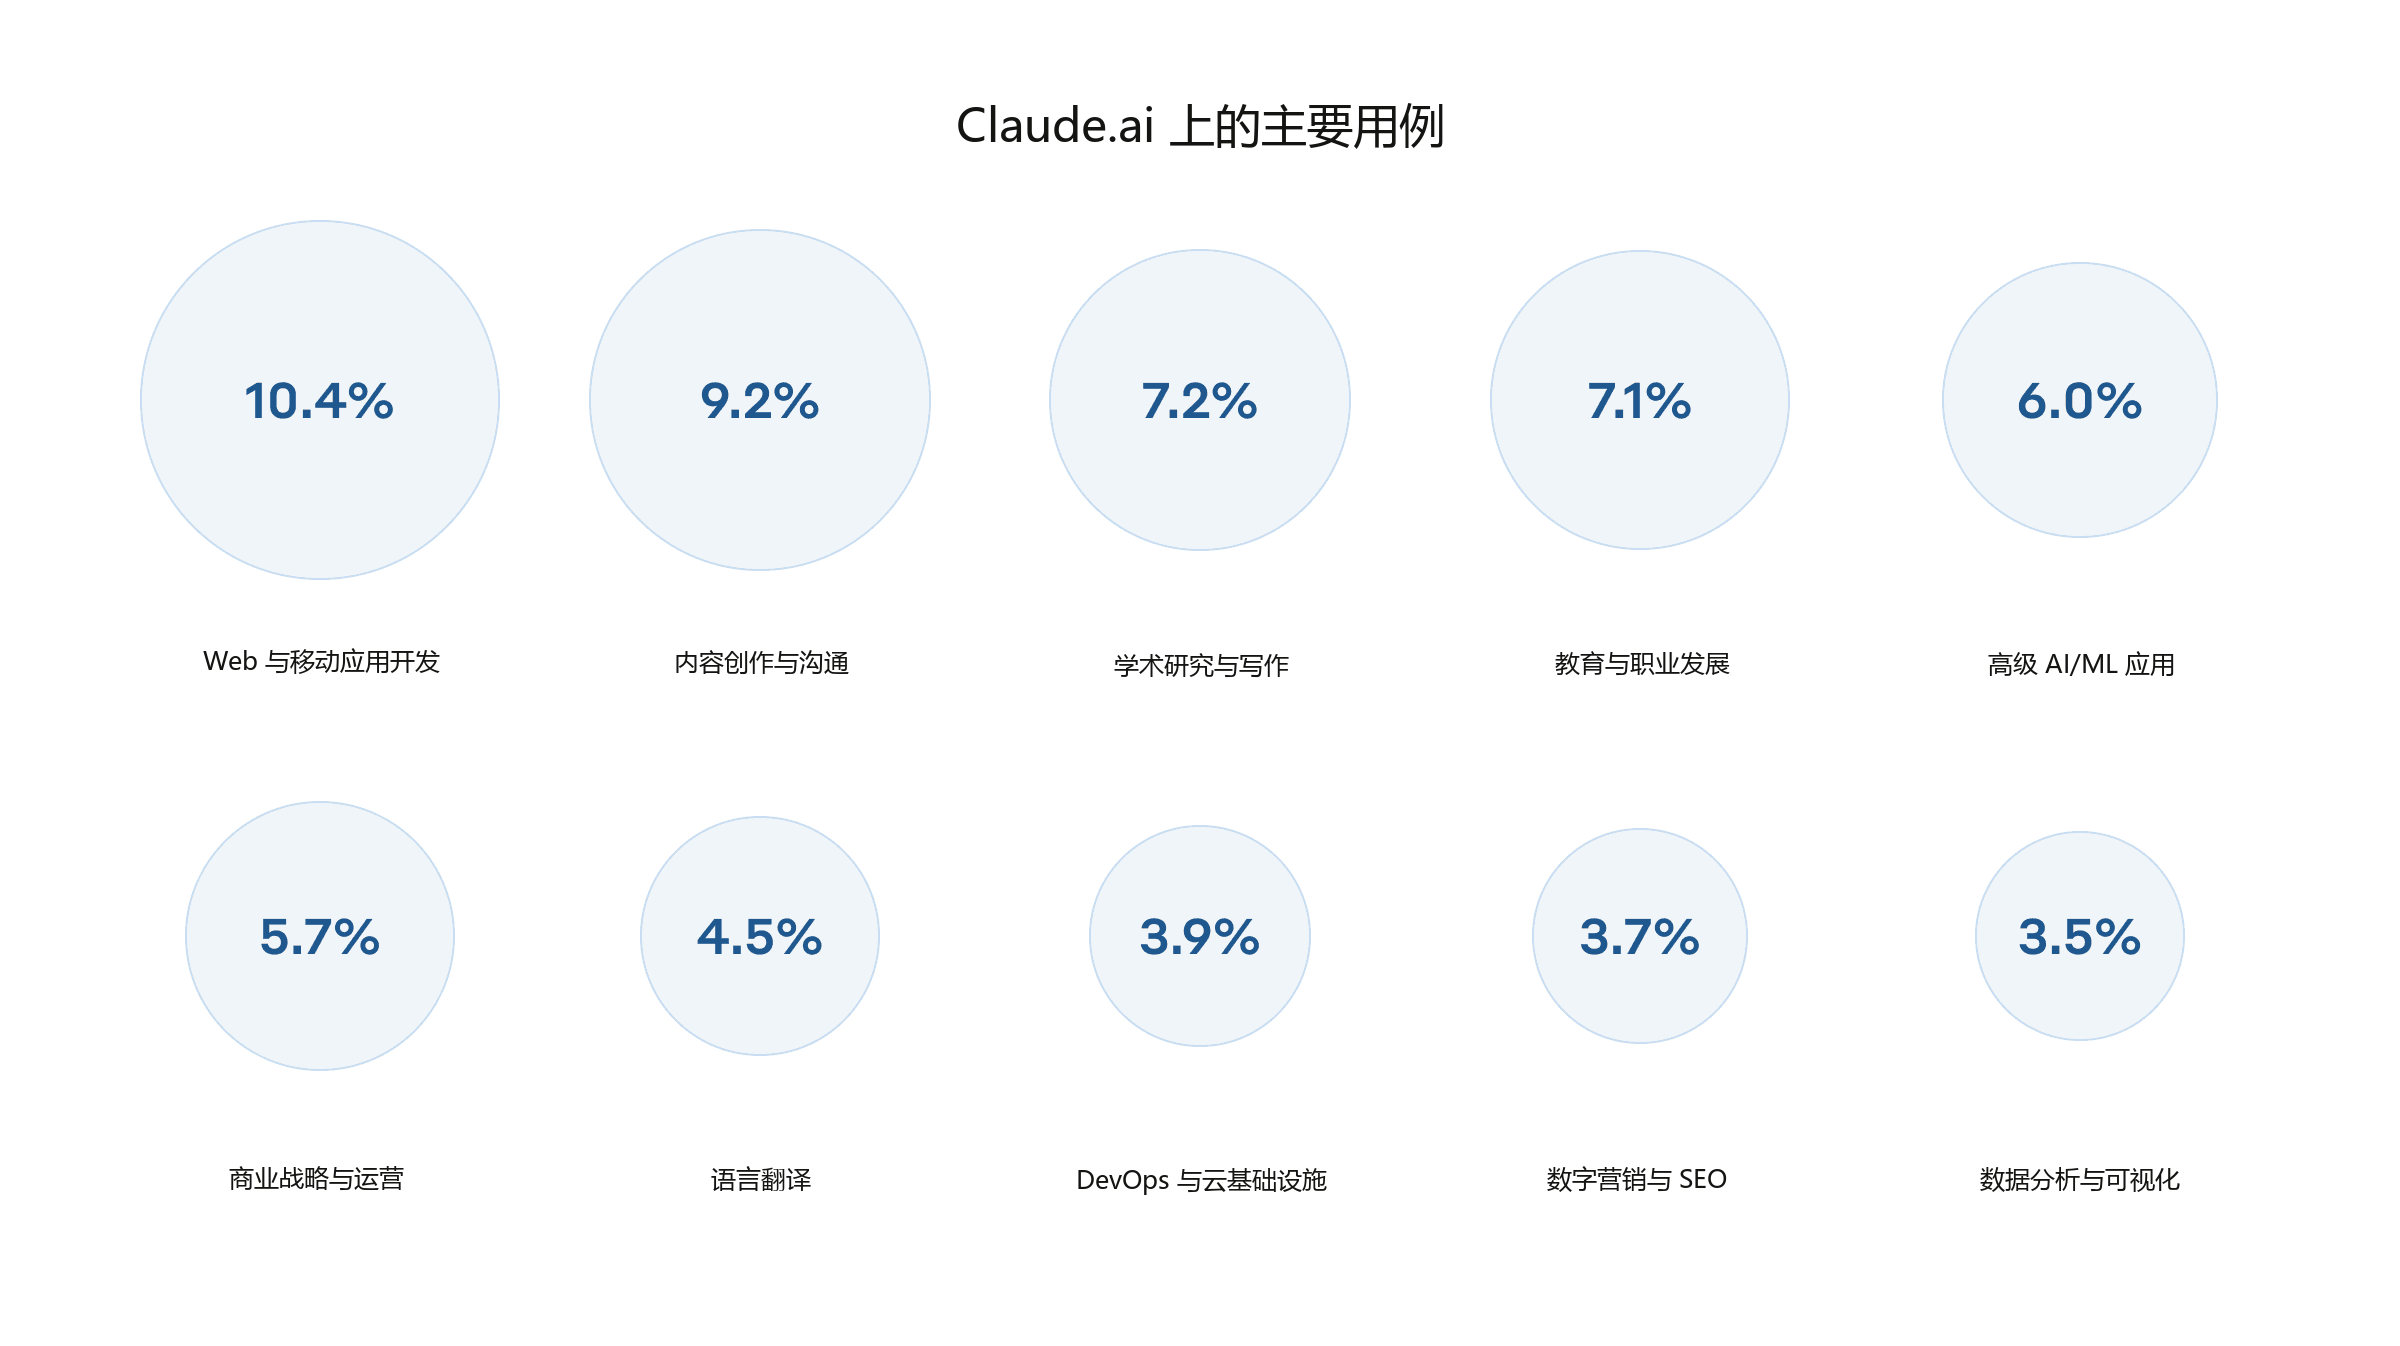 Claude.ai 上的主要用例
10.4%
9.2%
7.2%
7.1%
6.0%
Web 与移动应用开发
内容创作与沟通
学术研究与写作
教育与职业发展
高级 AI/ML 应用
5.7%
4.5%
3.9%
3.7%
3.5%
商业战略与运营
语言翻译
DevOps 与云基础设施
数字营销与 SEO
数据分析与可视化